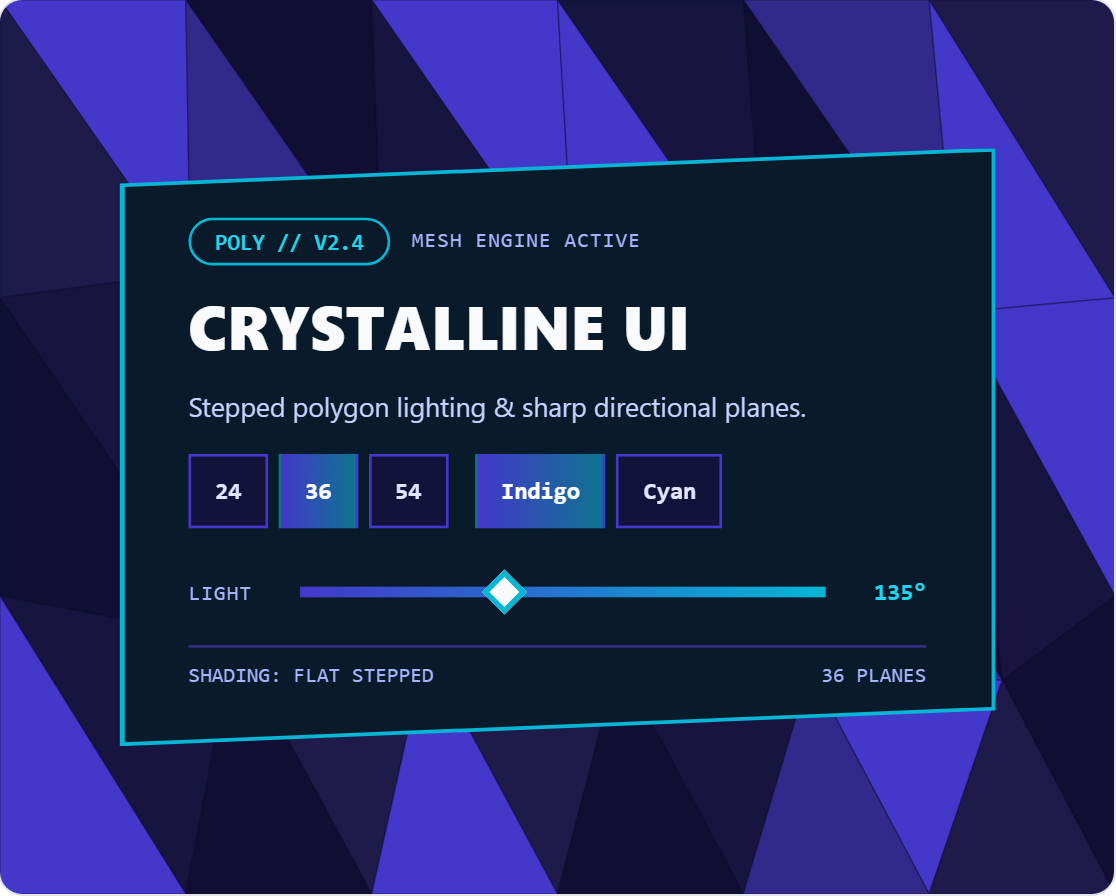 POLY // V2.4 MESH ENGINE ACTIVE
CRYSTALLINE UI
Stepped polygon lighting & sharp directional planes.
24 36 54 Indigo Cyan
LIGHT 135°
SHADING: FLAT STEPPED 36 PLANES